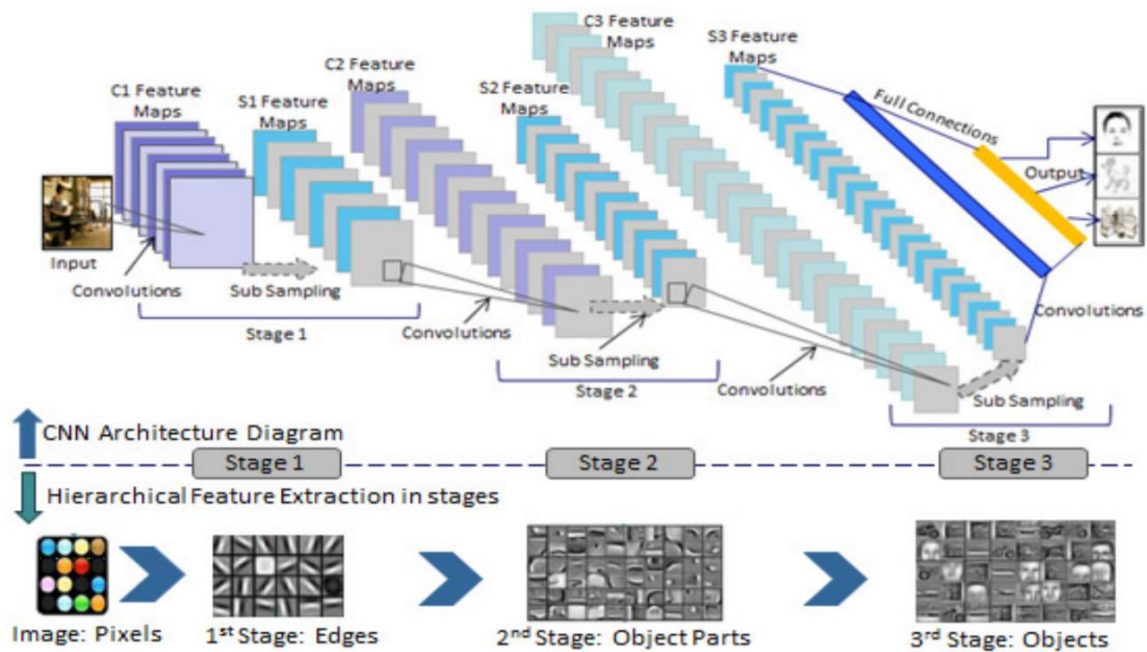 C1 Feature
Maps
S1 Feature
Maps
C2 Feature
Maps
S2 Feature
Maps
C3 Feature
Maps
S3 Feature
Maps
Full Connections
Output
Input
Convolutions
Sub Sampling
Stage 1
Convolutions
Sub Sampling
Stage 2
Convolutions
Convolutions
Sub Sampling
Stage 3
CNN Architecture Diagram
Stage 1
Stage 2
Stage 3
Hierarchical Feature Extraction in stages
Image: Pixels
1st Stage: Edges
2nd Stage: Object Parts
3rd Stage: Objects